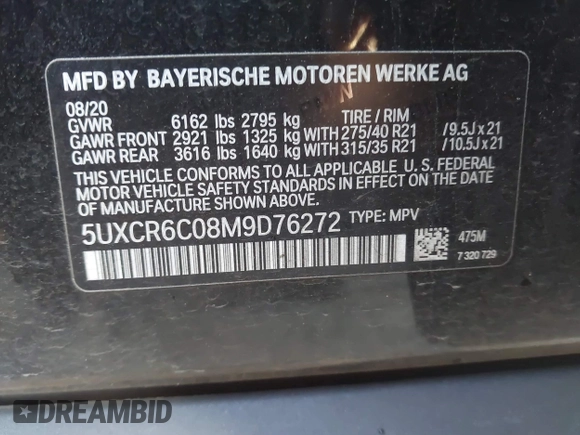 MFD BY BAYERISCHE MOTOREN WERKE AG
08/20
GVWR 6162 lbs 2795 kg TIRE / RIM
GAWR FRONT 2921 lbs 1325 kg WITH 275/40 R21 /9.5J x 21
GAWR REAR 3616 lbs 1640 kg WITH 315/35 R21 /10.5J x 21
THIS VEHICLE CONFORMS TO ALL APPLICABLE U.S. FEDERAL
MOTOR VEHICLE SAFETY STANDARDS IN EFFECT ON THE DATE
OF MANUFACTURE SHOWN ABOVE.
5UXCR6C08M9D76272 TYPE: MPV
475M
7 320 729
DREAMBID